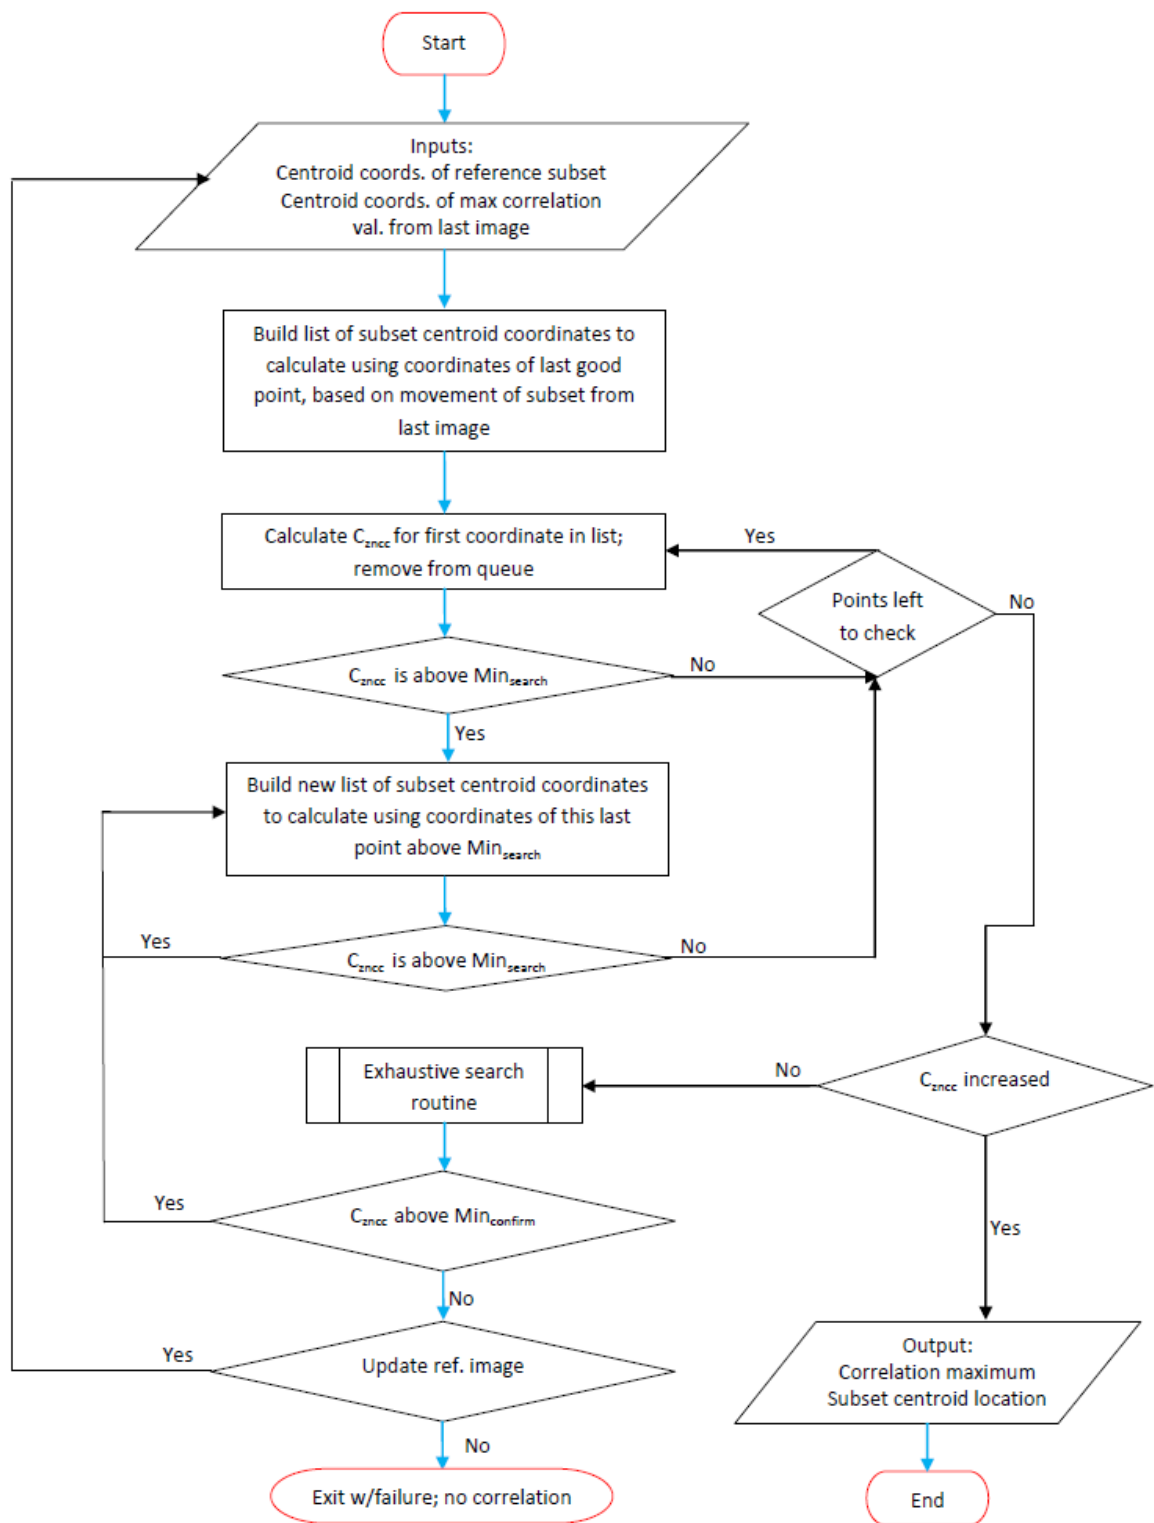 Start
Inputs:
Centroid coords. of reference subset
Centroid coords. of max correlation
val. from last image
Build list of subset centroid coordinates to
calculate using coordinates of last good
point, based on movement of subset from
last image
Calculate Czncc for first coordinate in list;
remove from queue
Yes
Points left
to check
No
Czncc is above Minsearch
No
Yes
Build new list of subset centroid coordinates
to calculate using coordinates of this last
point above Minsearch
Yes
Czncc is above Minsearch
No
Exhaustive search
routine
No
Czncc increased
Yes
Czncc above Minconfirm
Yes
No
Yes
Update ref. image
Output:
Correlation maximum
Subset centroid location
No
Exit w/failure; no correlation
End